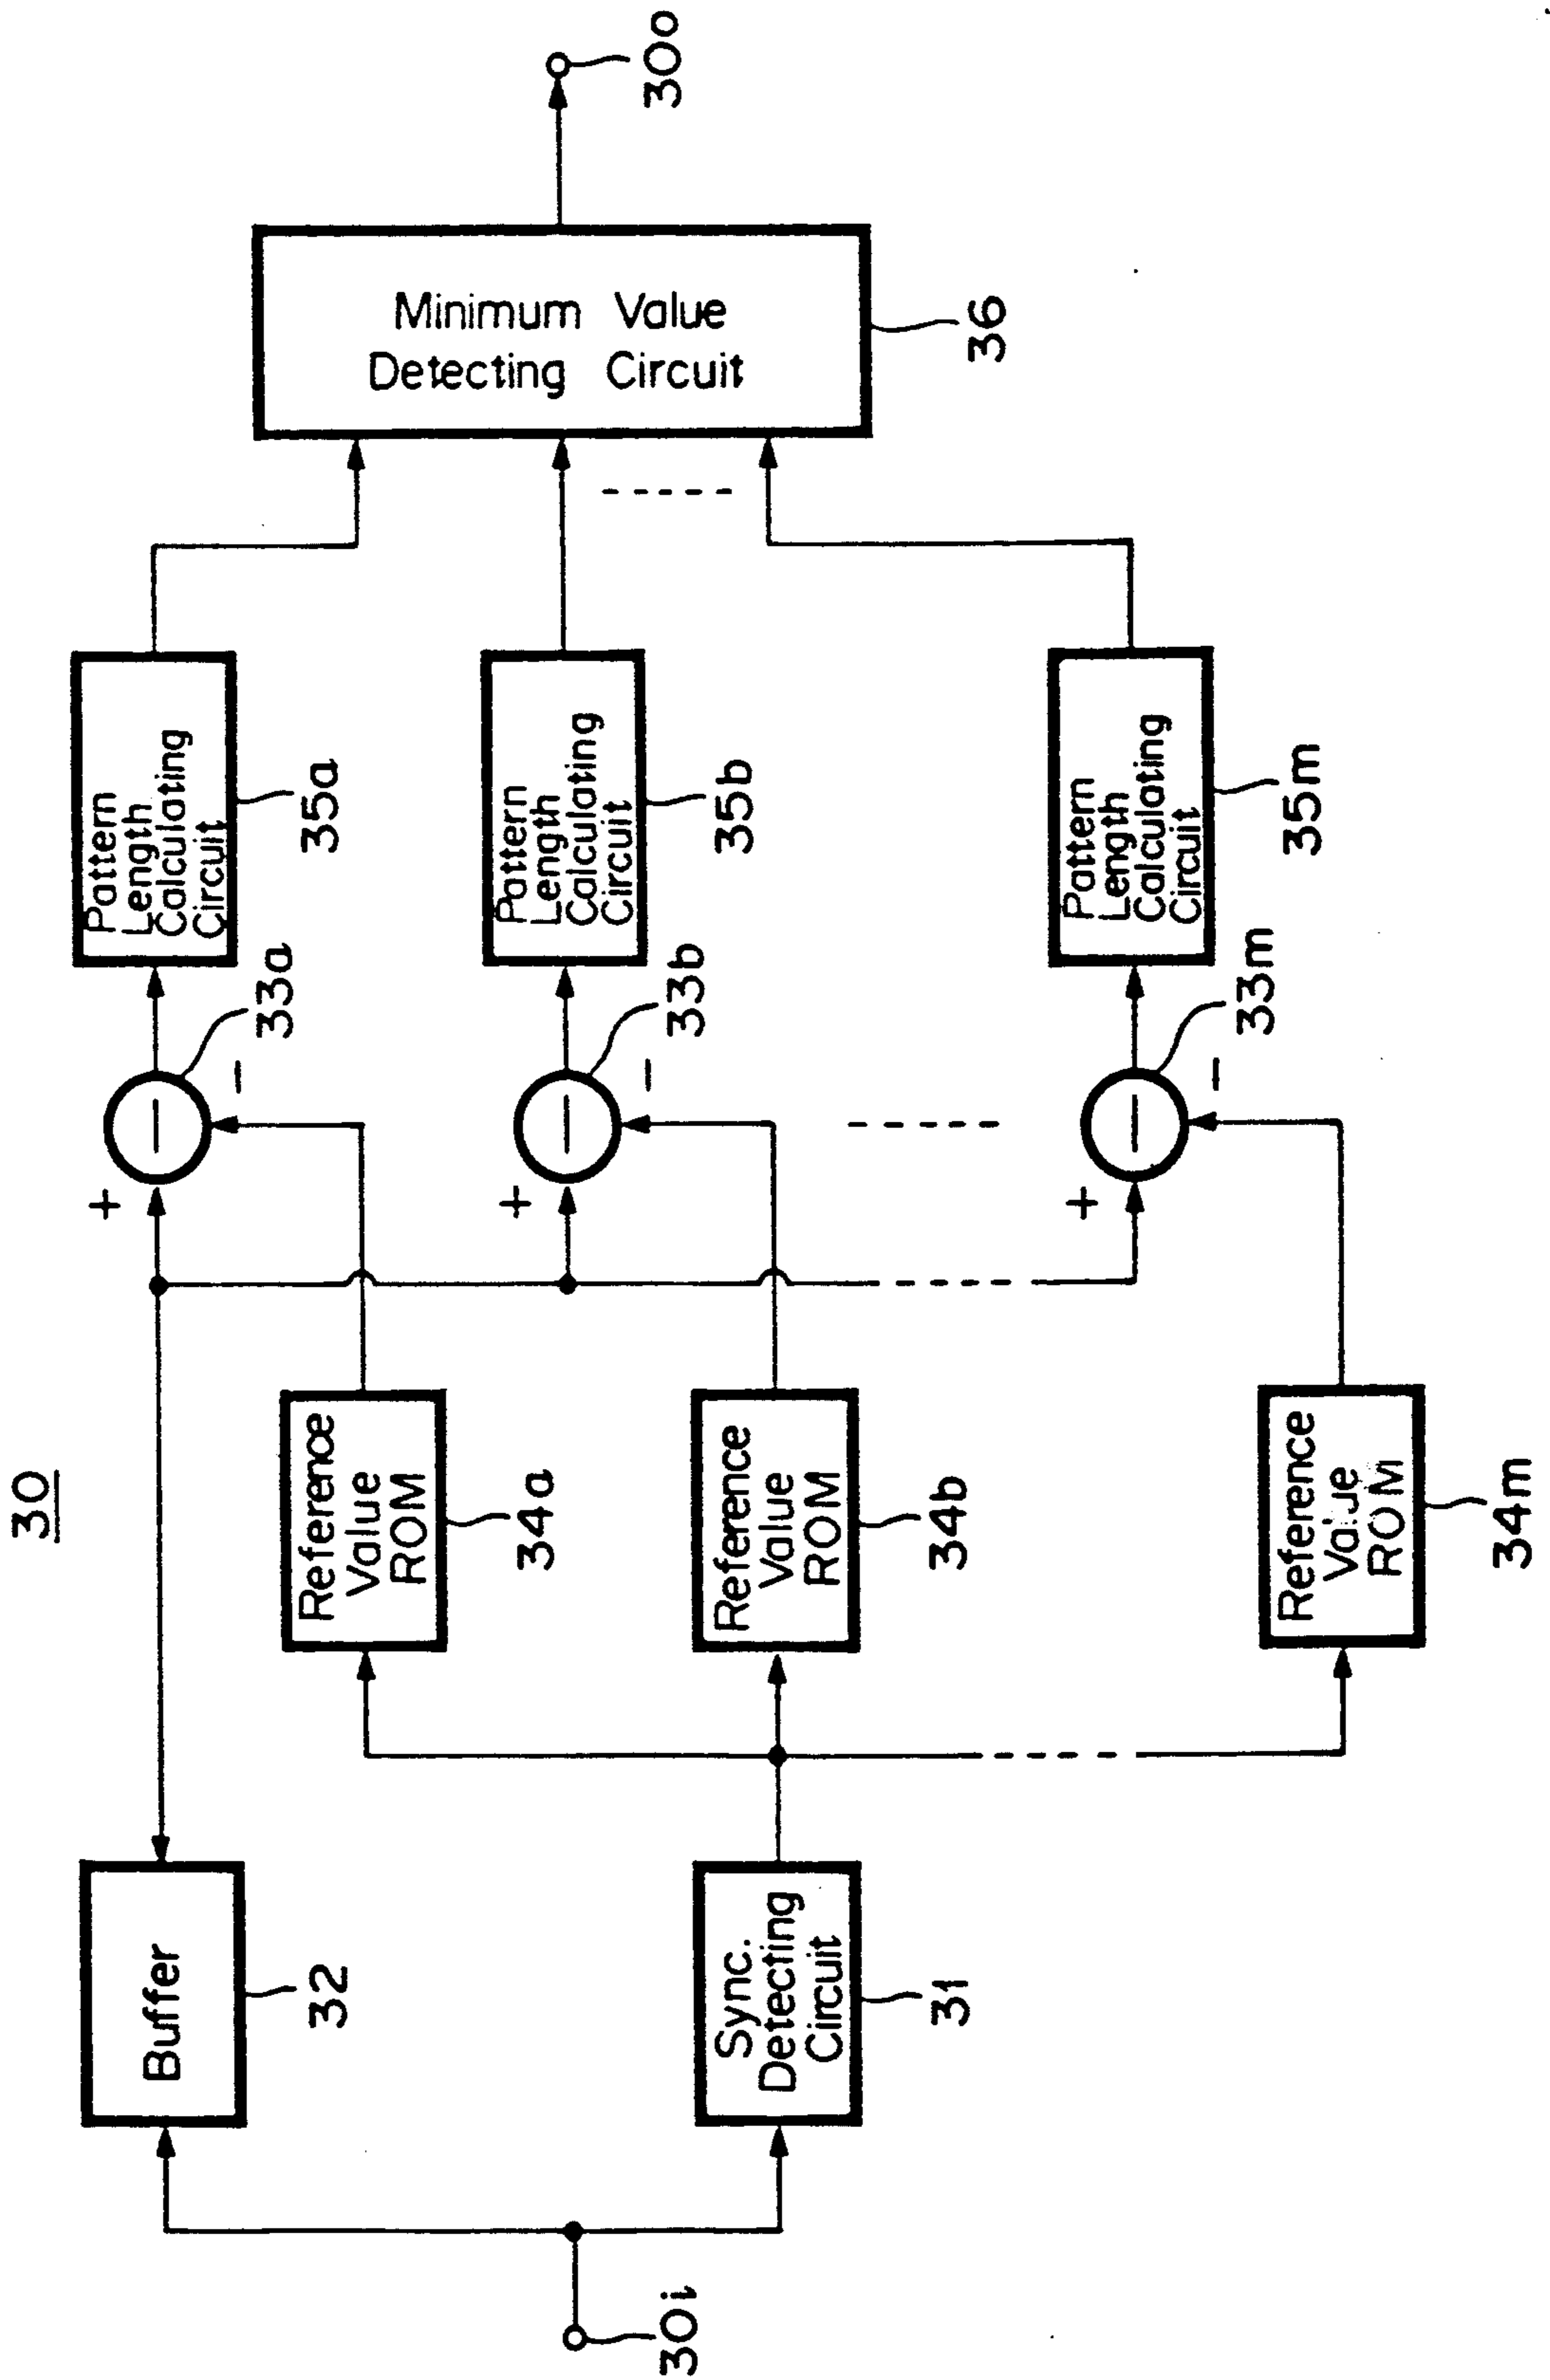 30
30i
Buffer
32
Sync.
Detecting
Circuit
31
Reference
Value
ROM
34a
Reference
Value
ROM
34b
Reference
Value
ROM
34m
+
-
-
33a
+
-
-
33b
+
-
-
33m
Pattern
Length
Calculating
Circuit
35a
Pattern
Length
Calculating
Circuit
35b
Pattern
Length
Calculating
Circuit
35m
Minimum Value
Detecting Circuit
36
30o